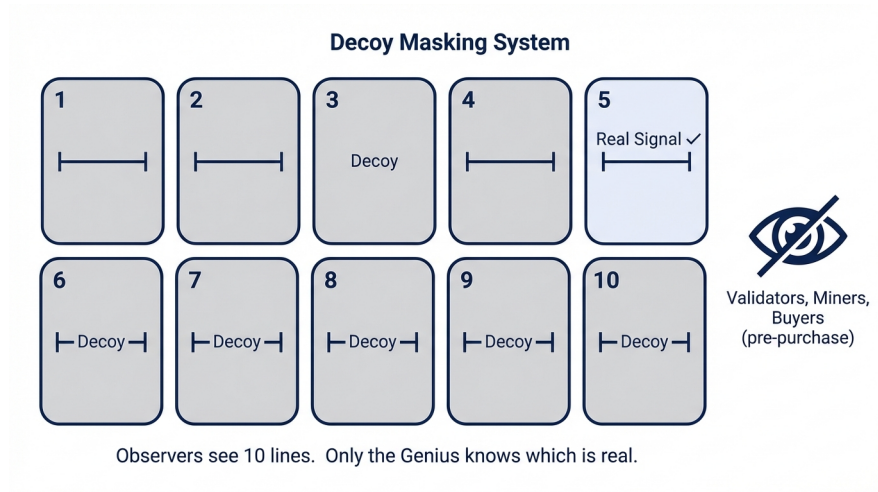 Decoy Masking System
1
2
3
4
5
Decoy
Real Signal ✓
6
7
8
9
10
Decoy
Decoy
Decoy
Decoy
Decoy
Validators, Miners,
Buyers
(pre-purchase)
Observers see 10 lines. Only the Genius knows which is real.